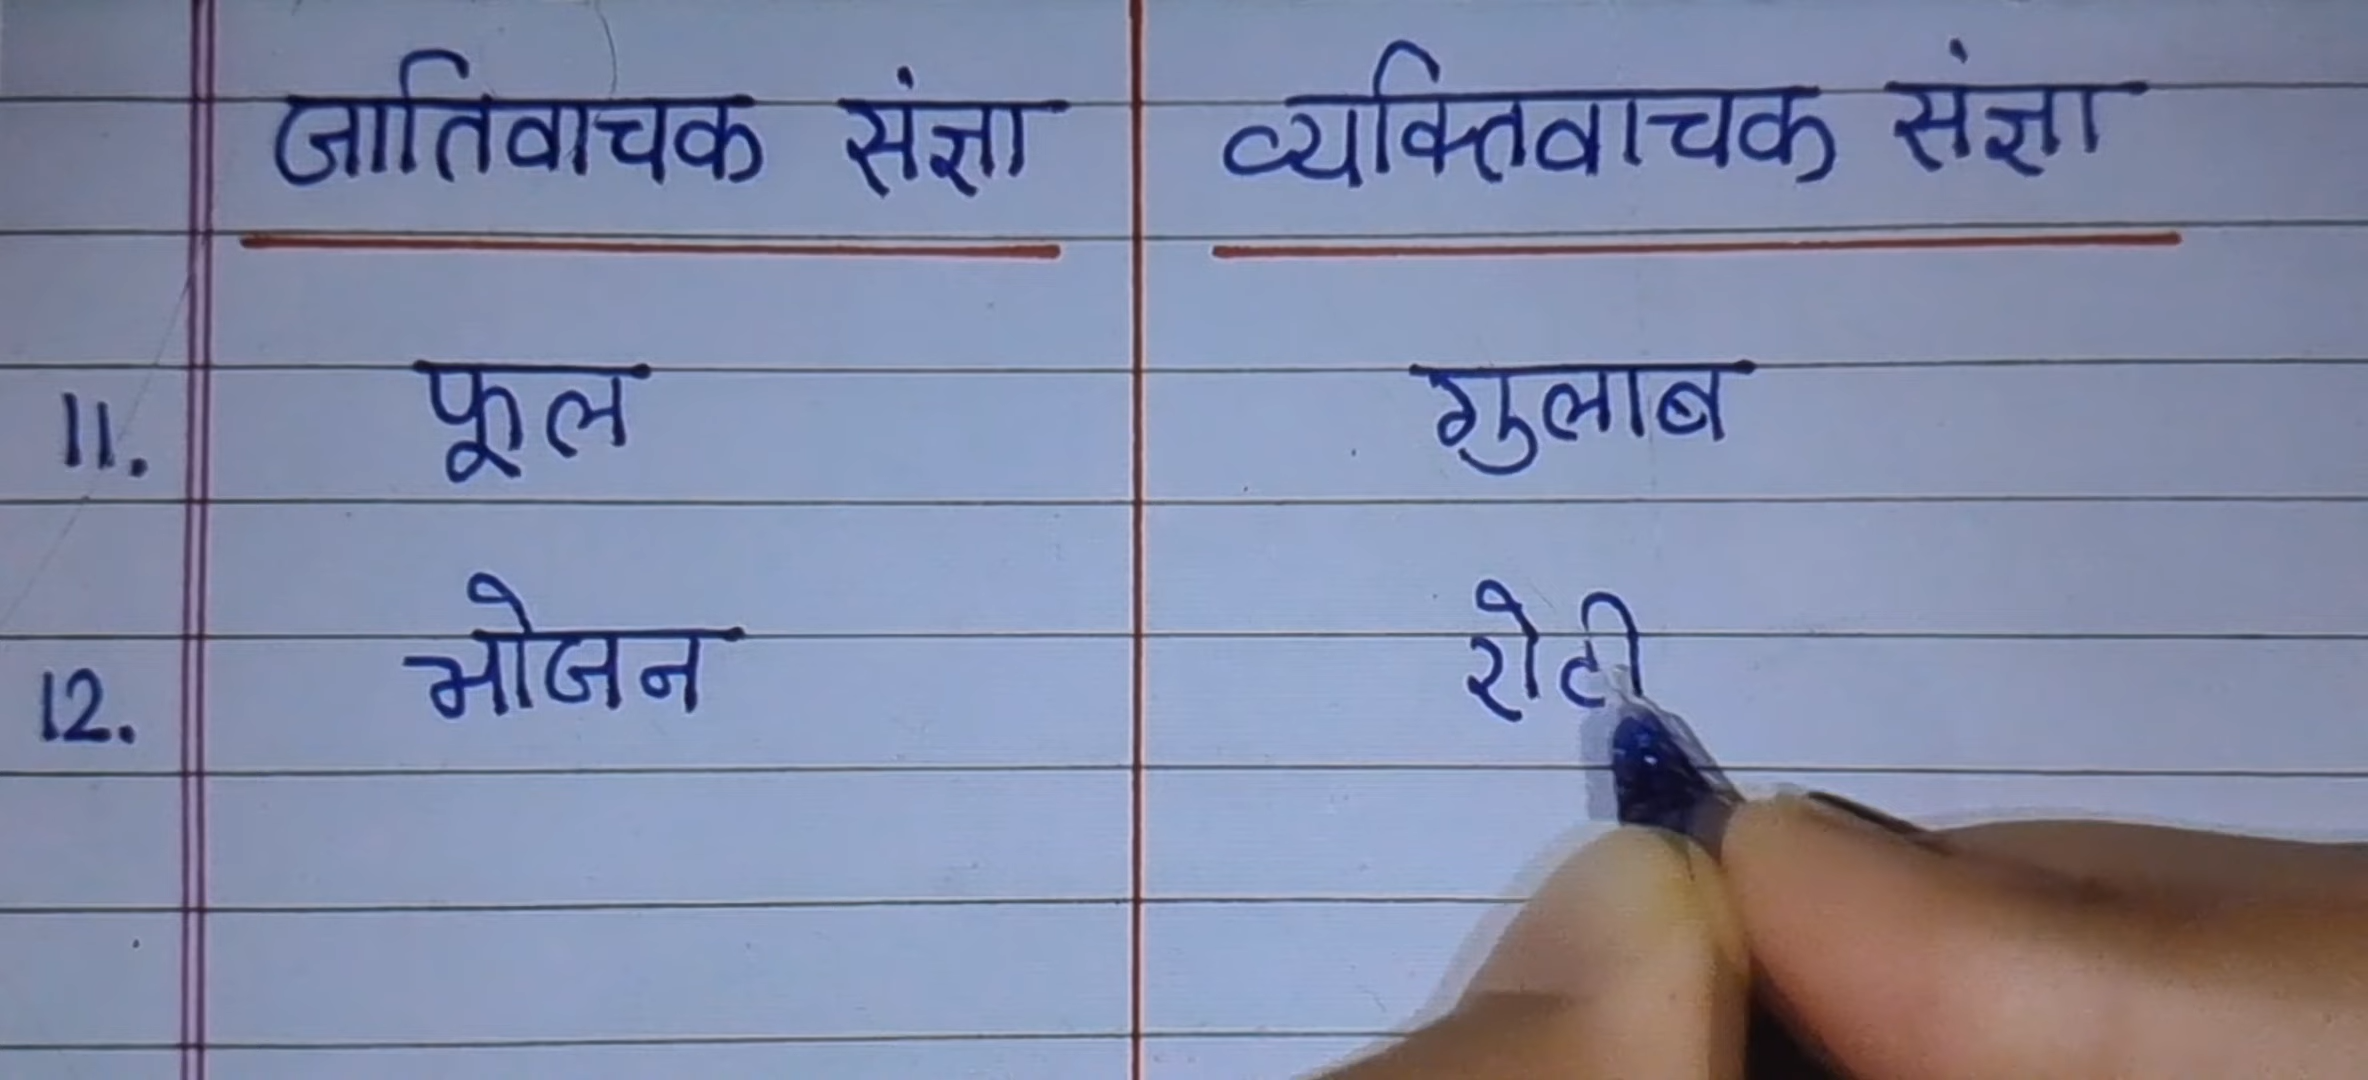 जातिवाचक संज्ञा व्यक्तिवाचक संज्ञा
11. फूल गुलाब
12. भोजन रोटी